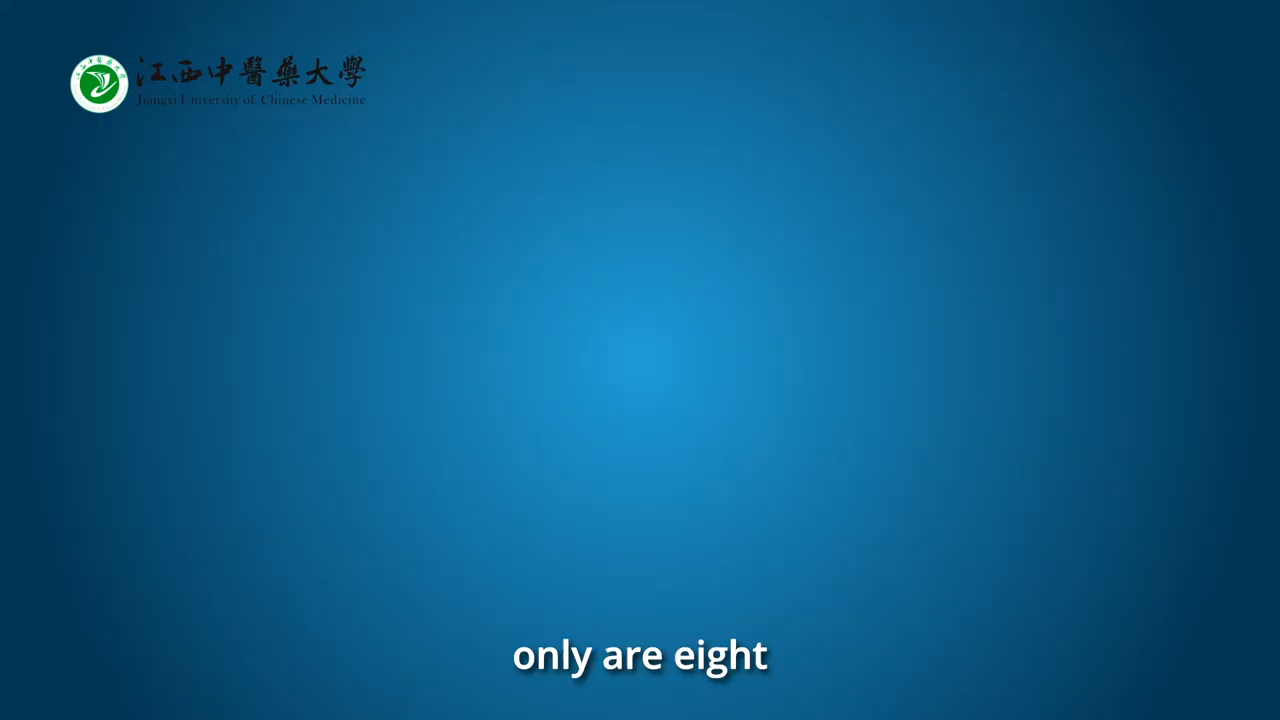 江西中醫藥大學
Jiangxi University of Chinese Medicine
only are eight